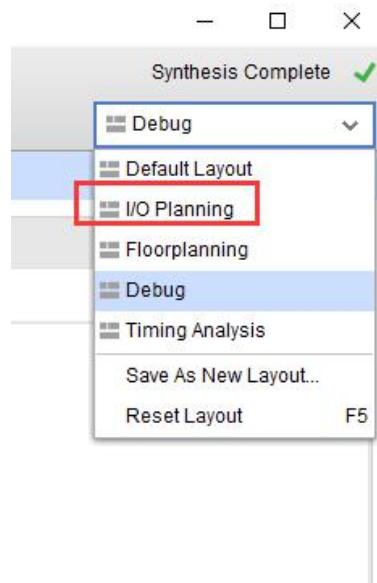 Synthesis Complete
Debug
Default Layout
I/O Planning
Floorplanning
Debug
Timing Analysis
Save As New Layout...
Reset Layout F5